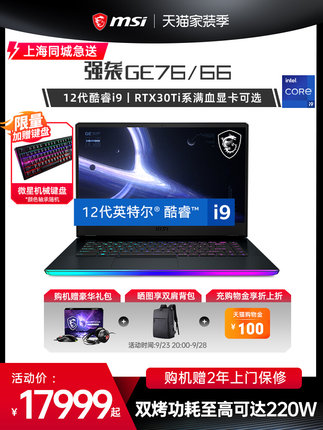 msi | 天猫家装季
上海同城急送
强袭GE76/66
12代酷睿i9 | RTX30Ti系满血显卡可选
intel
CORE
i9
限量
加赠键盘
微星机械键盘
*颜色轴承随机
12代英特尔® 酷睿™ i9
msi
购机赠豪华礼包
晒图享双肩背包
充购物金享折上折
+
+
天猫购物金
¥100
活动时间:9/23 20:00-9/28
活动价:
¥17999起
购机赠2年上门保修
双烤功耗至高可达220W